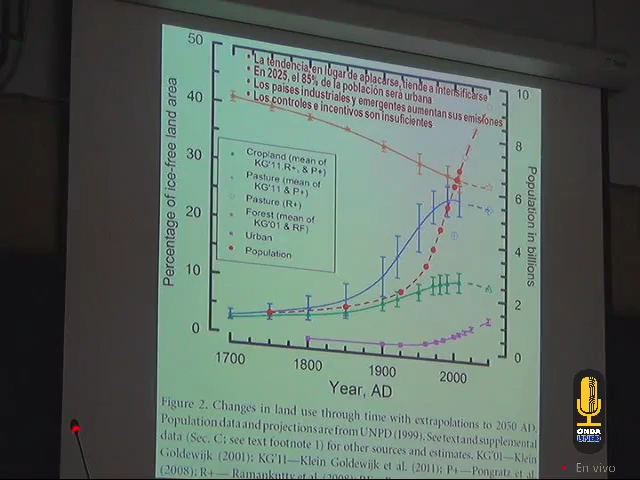 • La tendencia, en lugar de aplacarse, tiende a intensificarse
• En 2025, el 85% de la población será urbana
• Los países industriales y emergentes aumentan sus emisiones
• Los controles e incentivos son insuficientes
50
40
30
20
10
0
Percentage of ice-free land area
10
8
6
4
2
0
Population in billions
Cropland (mean of
KG'11.R+, & P+)
Pasture (mean of
KG'11 & P+)
Pasture (R+)
Forest (mean of
KG'01 & RF)
Urban
Population
1700 1800 1900 2000
Year, AD
Figure 2. Changes in land use through time with extrapolations to 2050 AD.
Population data and projections are from UNPD (1999). See text and supplemental
data (Sec. C; see text footnote 1) for other sources and estimates. KG'01—Klein
Goldewijk (2001); KG'11—Klein Goldewijk et al. (2011); P+—Pongratz et al.
(2008); R+— Ramankutty et al. (2008);
ONDA
UNED
En vivo